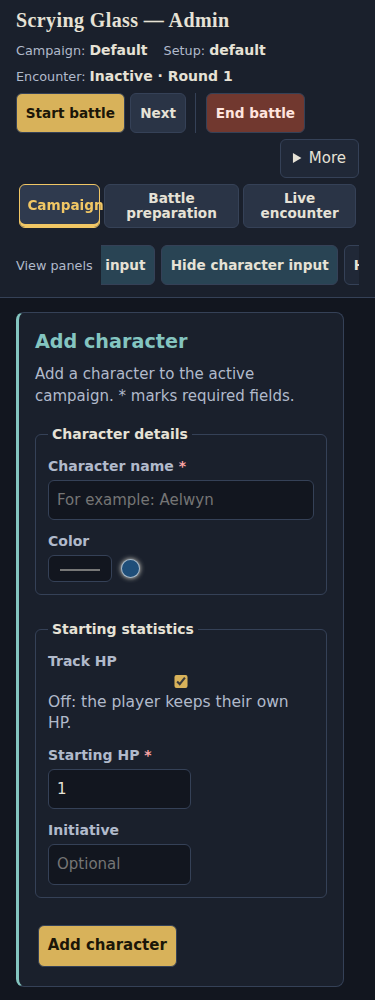 Scrying Glass — Admin
Campaign: Default Setup: default
Encounter: Inactive · Round 1
Start battle Next End battle
▶ More
Campaign Battle preparation Live encounter
View panels input Hide character input
Add character
Add a character to the active
campaign. * marks required fields.
Character details
Character name *
For example: Aelwyn
Color
Starting statistics
Track HP
Off: the player keeps their own
HP.
Starting HP *
1
Initiative
Optional
Add character